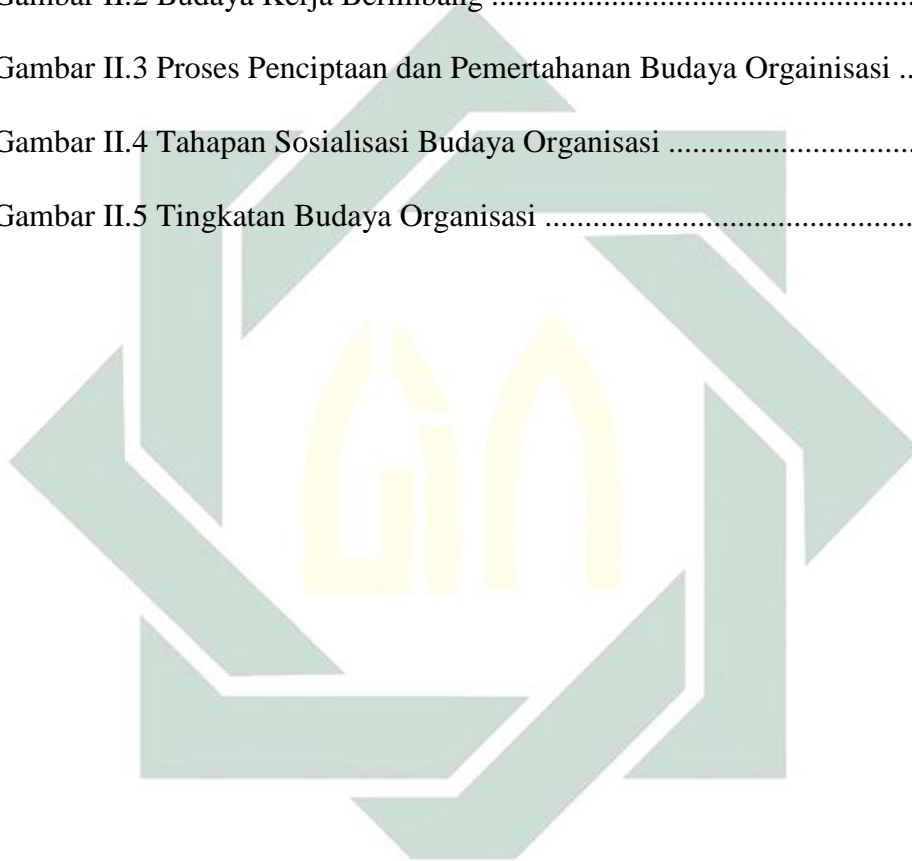 Gambar II.2 Budaya Kerja Berimbang ................................................
Gambar II.3 Proses Penciptaan dan Pemertahanan Budaya Orgainisasi ..
Gambar II.4 Tahapan Sosialisasi Budaya Organisasi ...........................
Gambar II.5 Tingkatan Budaya Organisasi ..........................................